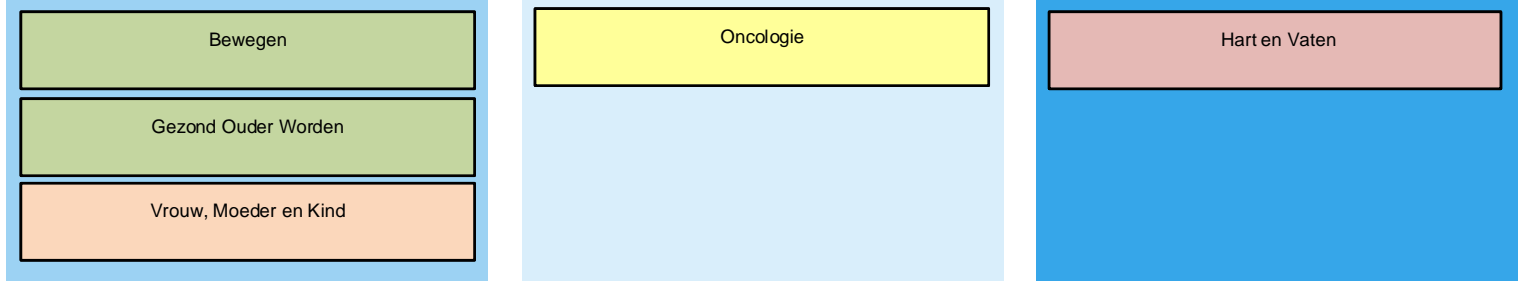 Bewegen
Gezond Ouder Worden
Vrouw, Moeder en Kind
Oncologie
Hart en Vaten